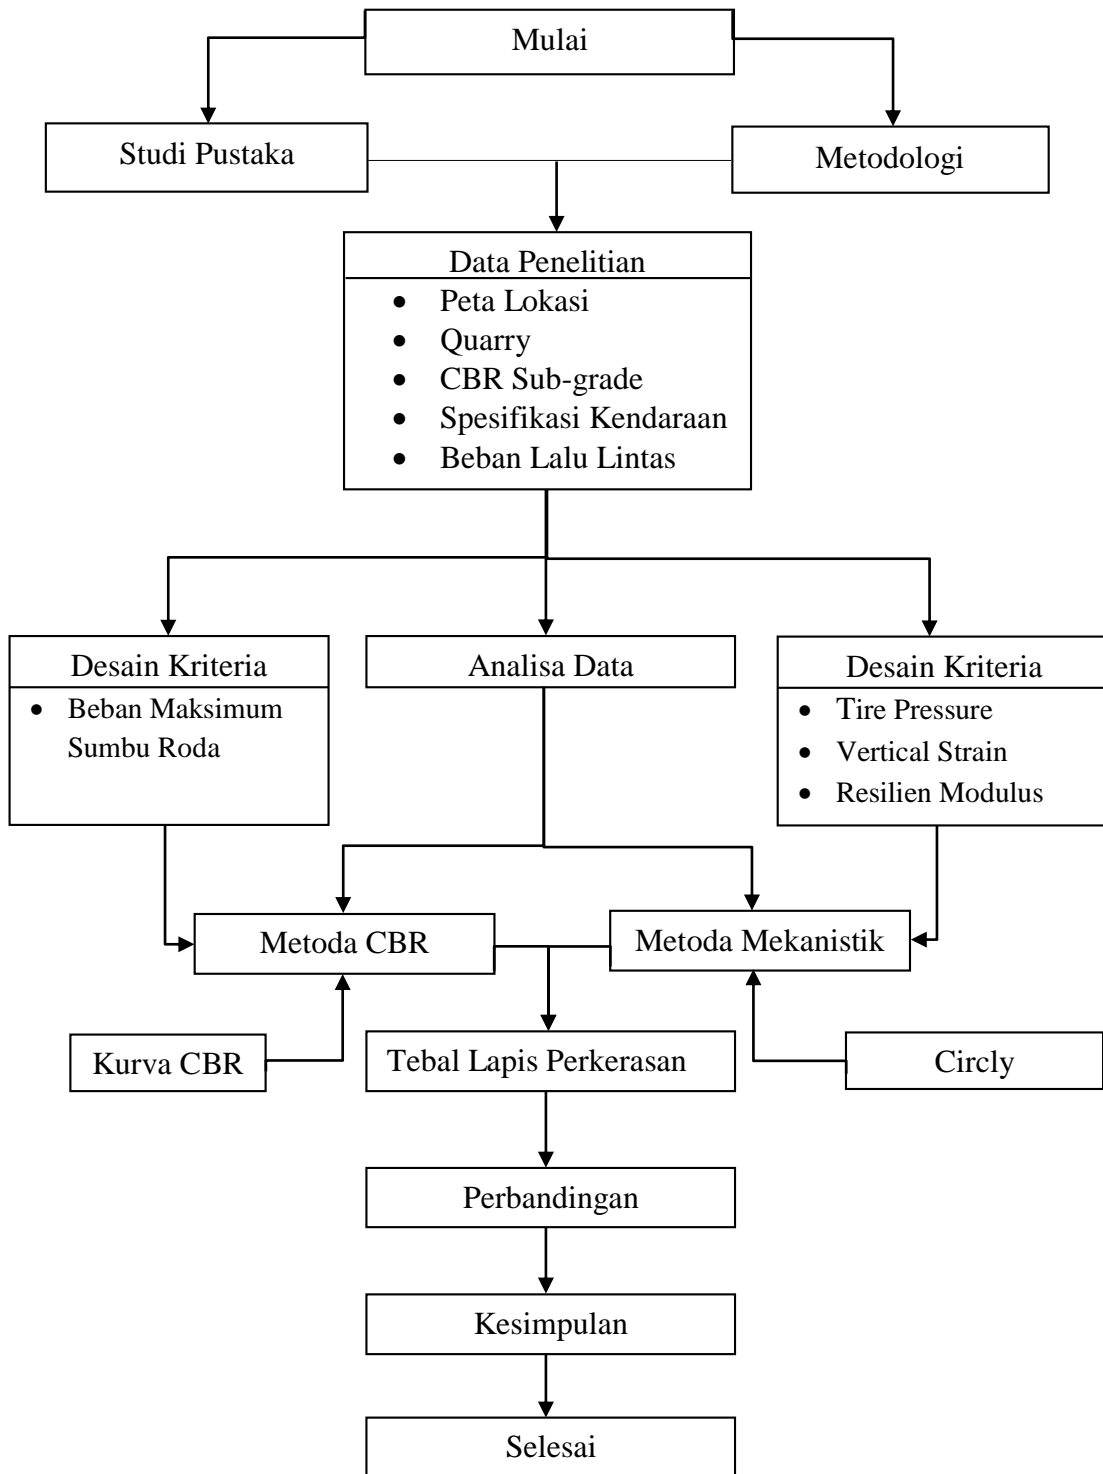 Mulai
Studi Pustaka
Metodologi
Data Penelitian
• Peta Lokasi
• Quarry
• CBR Sub-grade
• Spesifikasi Kendaraan
• Beban Lalu Lintas
Desain Kriteria
• Beban Maksimum
Sumbu Roda
Analisa Data
Desain Kriteria
• Tire Pressure
• Vertical Strain
• Resilien Modulus
Metoda CBR
Metoda Mekanistik
Kurva CBR
Tebal Lapis Perkerasan
Circly
Perbandingan
Kesimpulan
Selesai